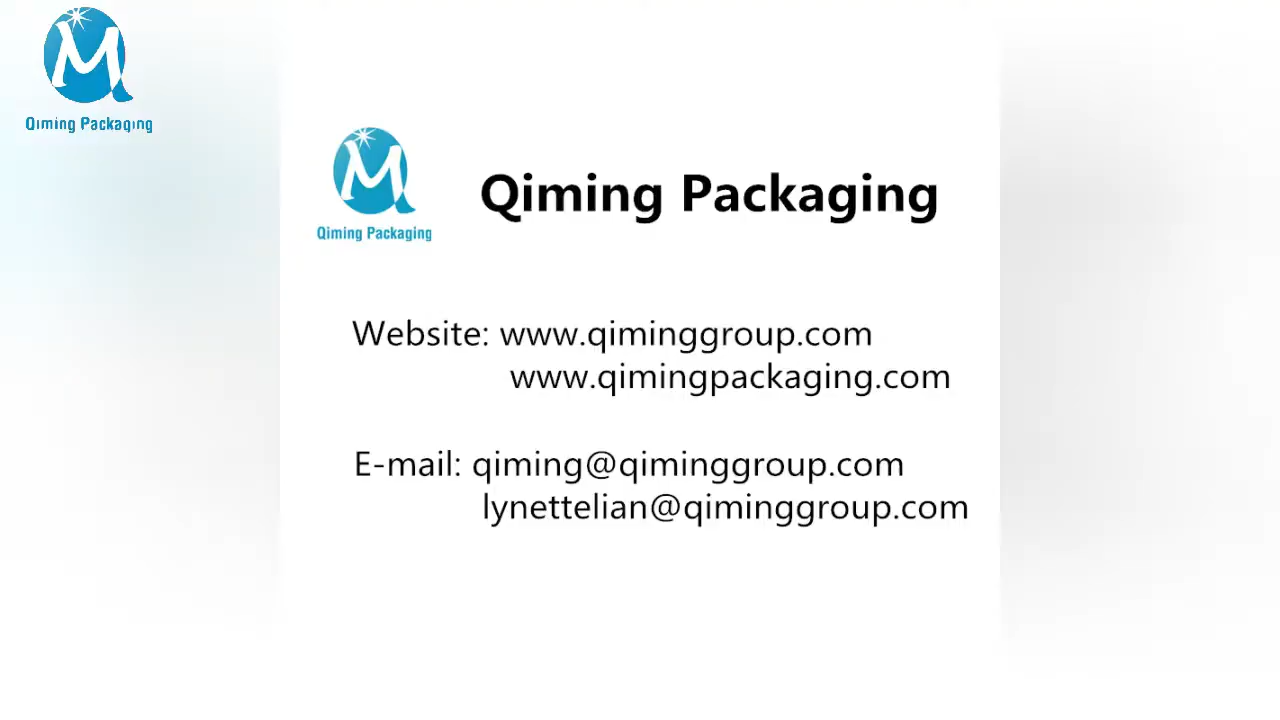 Qiming Packaging
Qiming Packaging
Qiming Packaging
Website: www.qiminggroup.com
www.qimingpackaging.com
E-mail: qiming@qiminggroup.com
lynettelian@qiminggroup.com